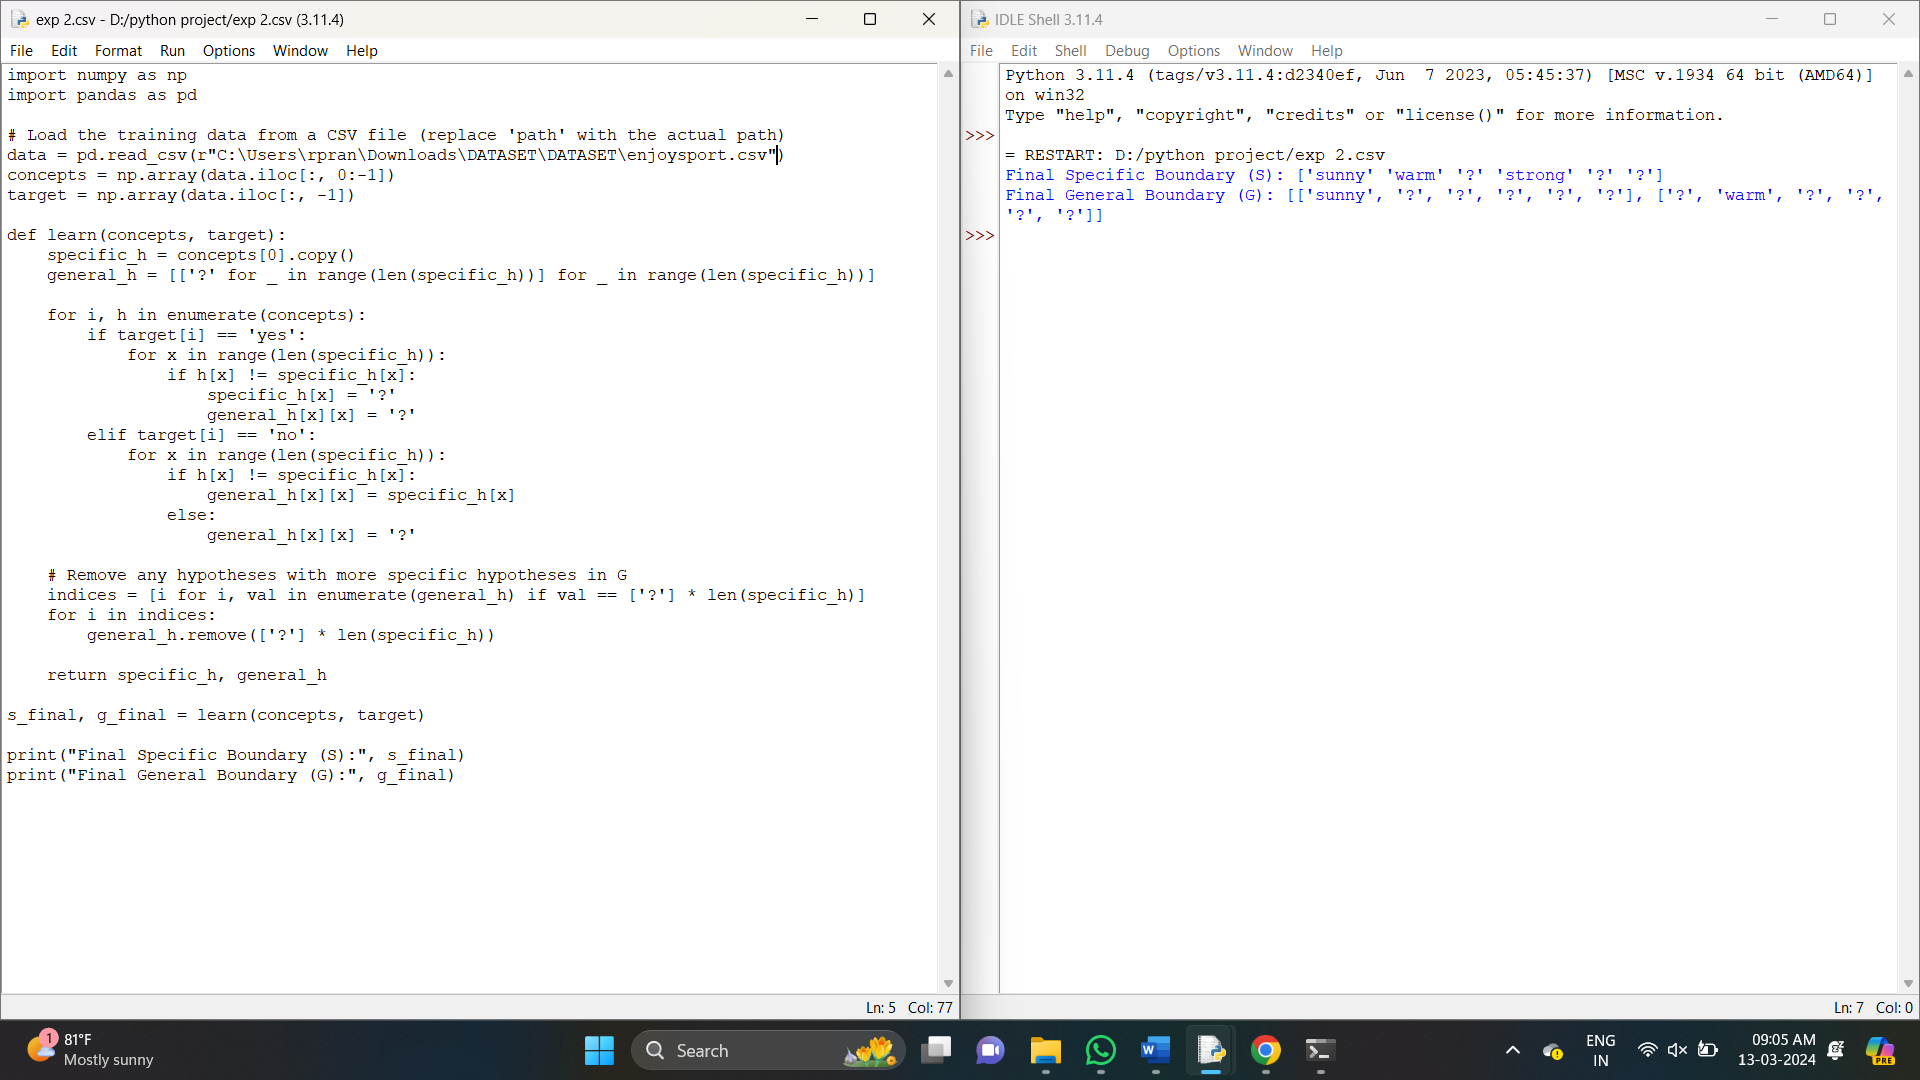 exp 2.csv - D:/python project/exp 2.csv (3.11.4)
File Edit Format Run Options Window Help
import numpy as np
import pandas as pd

# Load the training data from a CSV file (replace 'path' with the actual path)
data = pd.read_csv(r"C:\Users\rpran\Downloads\DATASET\DATASET\enjoysport.csv")
concepts = np.array(data.iloc[:, 0:-1])
target = np.array(data.iloc[:, -1])

def learn(concepts, target):
    specific_h = concepts[0].copy()
    general_h = [['?' for _ in range(len(specific_h))] for _ in range(len(specific_h))]

    for i, h in enumerate(concepts):
        if target[i] == 'yes':
            for x in range(len(specific_h)):
                if h[x] != specific_h[x]:
                    specific_h[x] = '?'
                    general_h[x][x] = '?'
        elif target[i] == 'no':
            for x in range(len(specific_h)):
                if h[x] != specific_h[x]:
                    general_h[x][x] = specific_h[x]
                else:
                    general_h[x][x] = '?'

    # Remove any hypotheses with more specific hypotheses in G
    indices = [i for i, val in enumerate(general_h) if val == ['?'] * len(specific_h)]
    for i in indices:
        general_h.remove(['?'] * len(specific_h))

    return specific_h, general_h

s_final, g_final = learn(concepts, target)

print("Final Specific Boundary (S):", s_final)
print("Final General Boundary (G):", g_final)
Ln: 5 Col: 77
IDLE Shell 3.11.4
File Edit Shell Debug Options Window Help
Python 3.11.4 (tags/v3.11.4:d2340ef, Jun  7 2023, 05:45:37) [MSC v.1934 64 bit (AMD64)]
on win32
Type "help", "copyright", "credits" or "license()" for more information.
>>>
= RESTART: D:/python project/exp 2.csv
Final Specific Boundary (S): ['sunny' 'warm' '?' 'strong' '?' '?']
Final General Boundary (G): [['sunny', '?', '?', '?', '?', '?'], ['?', 'warm', '?', '?',
'?', '?']]
>>>
Ln: 7 Col: 0
1
81°F
Mostly sunny
Search
W
ENG
IN
09:05 AM
13-03-2024
PRE